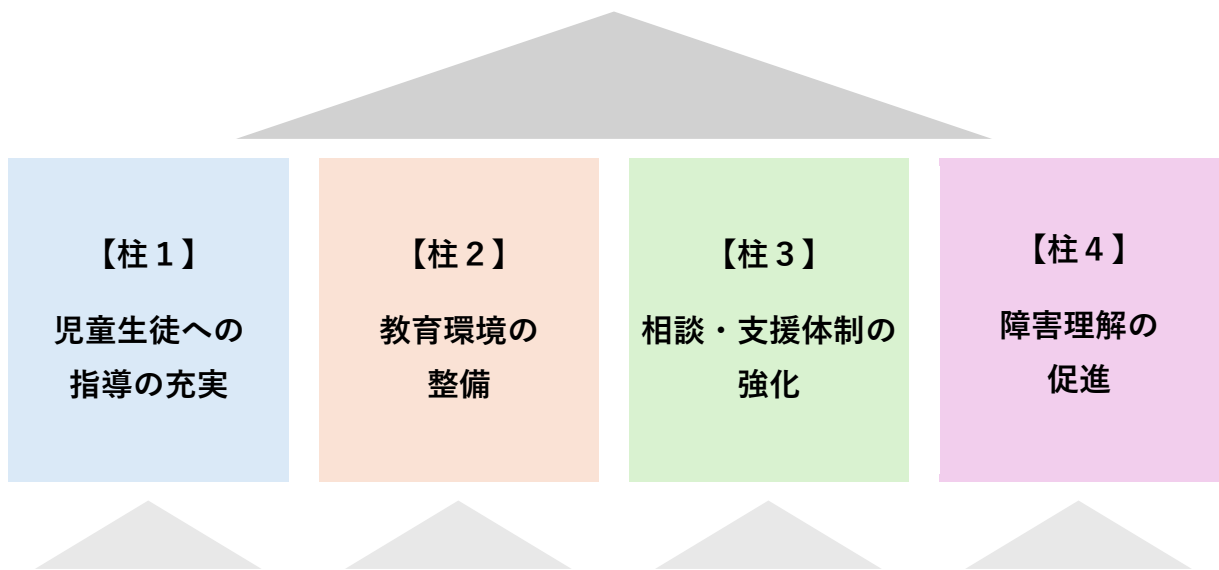 【柱１】
児童生徒への
指導の充実
【柱２】
教育環境の
整備
【柱３】
相談・支援体制の
強化
【柱４】
障害理解の
促進